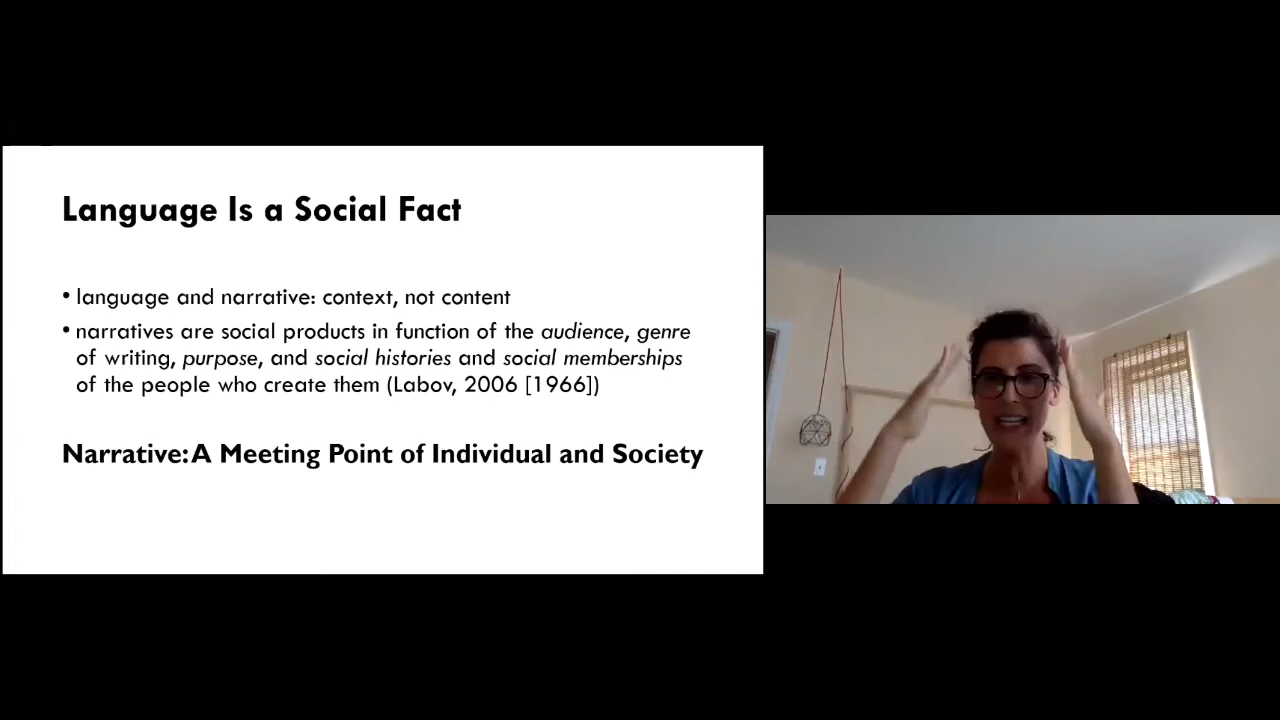 Language Is a Social Fact
• language and narrative: context, not content
• narratives are social products in function of the audience, genre
of writing, purpose, and social histories and social memberships
of the people who create them (Labov, 2006 [1966])
Narrative: A Meeting Point of Individual and Society